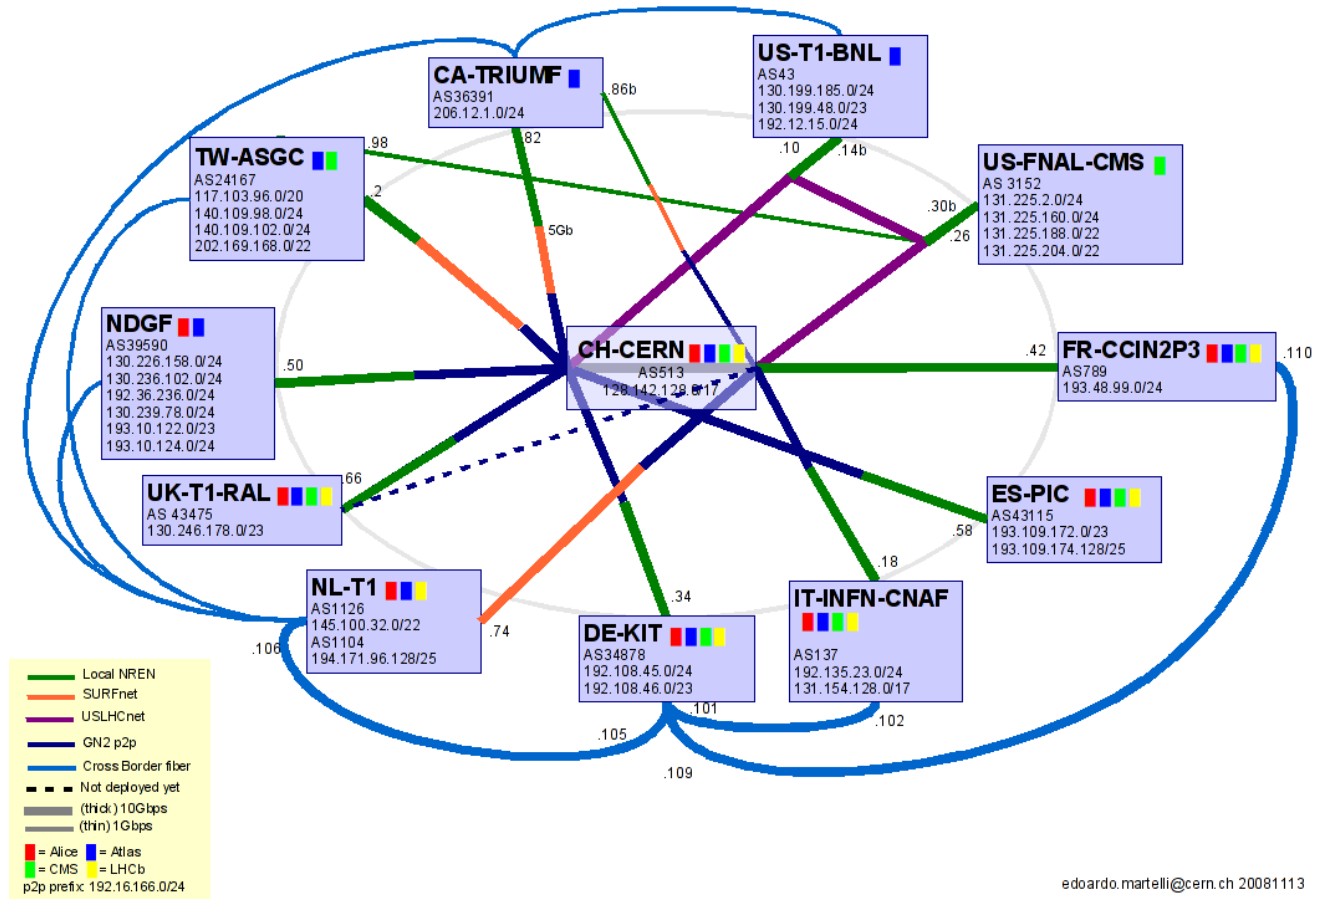 CA-TRIUMF
AS36391
206.12.1.0/24
.86b
.82
5Gb
US-T1-BNL
AS43
130.199.185.0/24
130.199.48.0/23
192.12.15.0/24
.10
.14b
TW-ASGC
AS24167
117.103.96.0/20
140.109.98.0/24
140.109.102.0/24
202.169.168.0/22
.98
.2
US-FNAL-CMS
AS 3152
131.225.2.0/24
131.225.160.0/24
131.225.188.0/22
131.225.204.0/22
.30b
.26
NDGF
AS39590
130.226.158.0/24
130.236.102.0/24
192.36.236.0/24
130.239.78.0/24
193.10.122.0/23
193.10.124.0/24
.50
CH-CERN
AS513
128.142.128.0/17
.42
FR-CCIN2P3
AS789
193.48.99.0/24
.110
UK-T1-RAL
AS 43475
130.246.178.0/23
.66
ES-PIC
AS43115
193.109.172.0/23
193.109.174.128/25
.58
NL-T1
AS1126
145.100.32.0/22
AS1104
194.171.96.128/25
.74
.106
DE-KIT
AS34878
192.108.45.0/24
192.108.46.0/23
.34
.101
.105
.109
IT-INFN-CNAF
AS137
192.135.23.0/24
131.154.128.0/17
.18
.102
Local NREN
SURFnet
USLHCnet
GN2 p2p
Cross Border fiber
Not deployed yet
(thick) 10Gbps
(thin) 1Gbps
= Alice = Atlas
= CMS = LHCb
p2p prefix: 192.16.166.0/24
edoardo.martelli@cern.ch 20081113